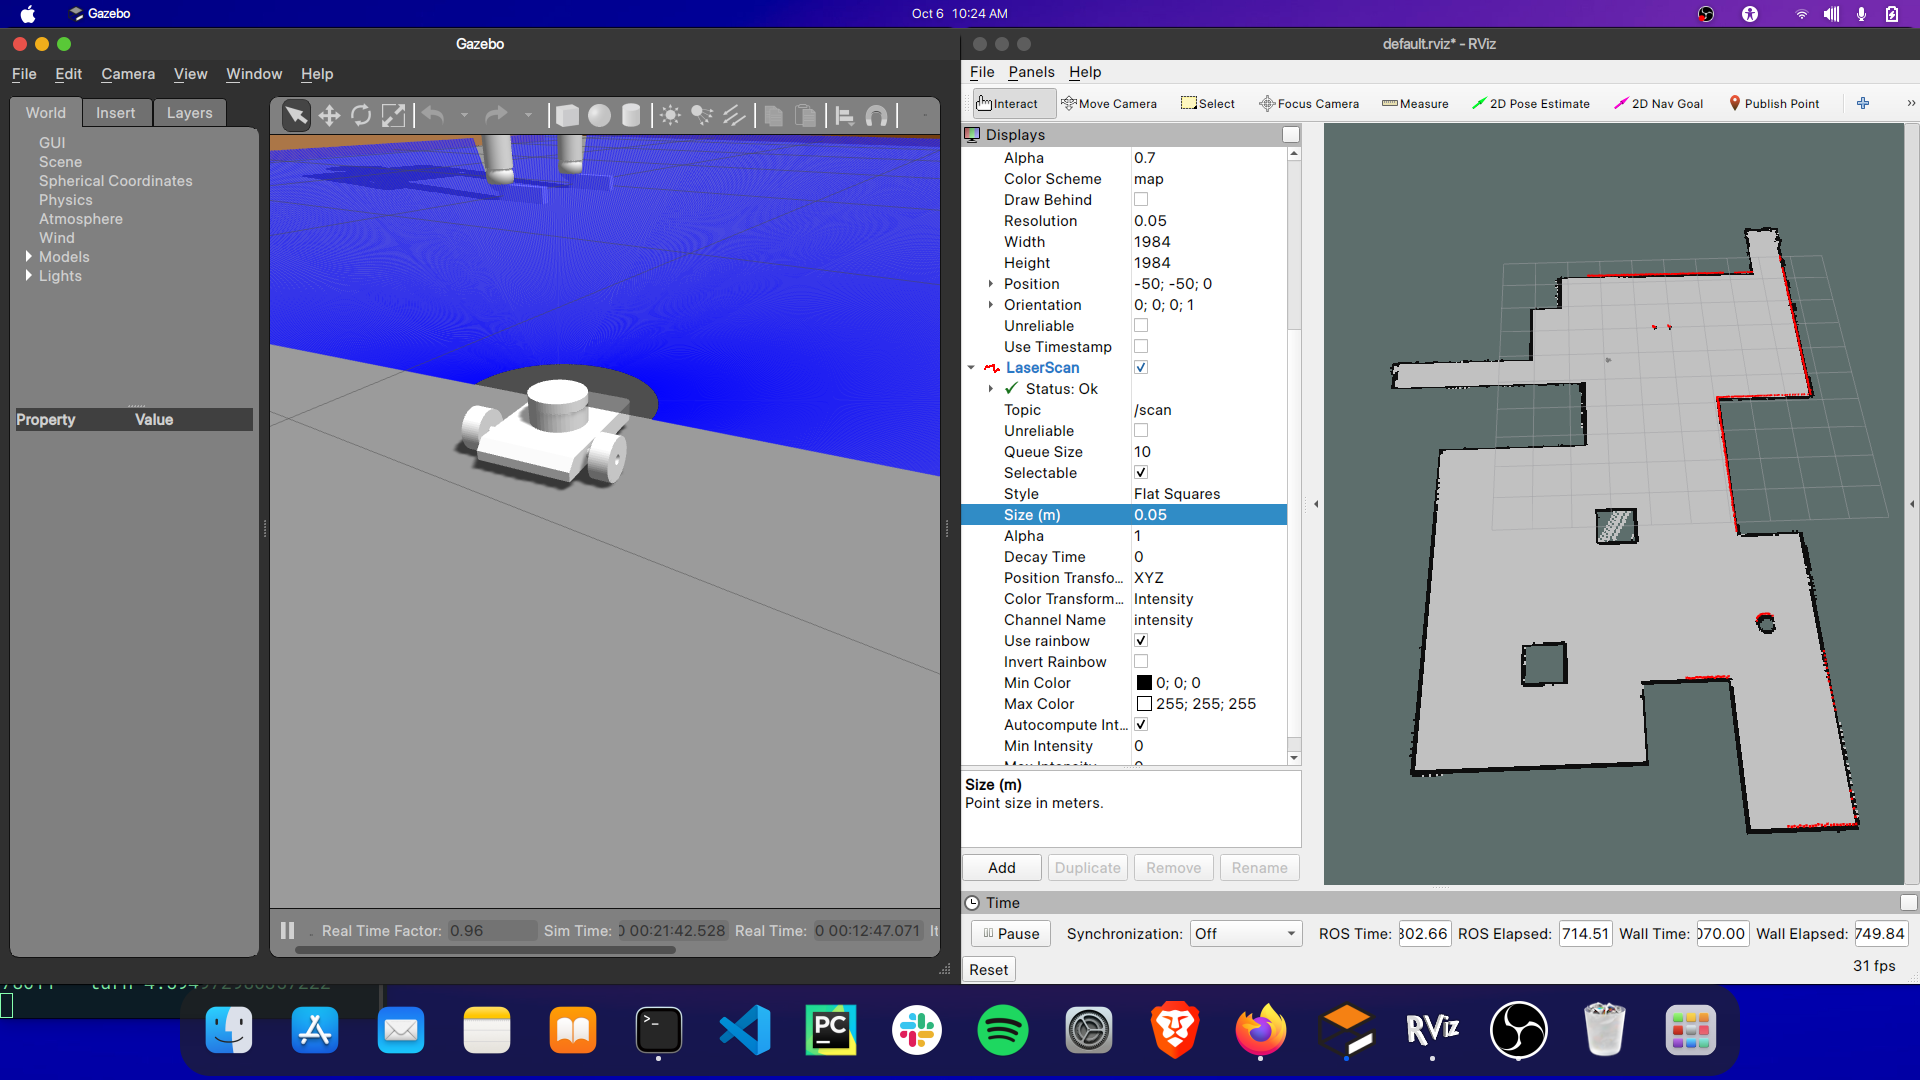 Gazebo
Oct 6 10:24 AM
Gazebo
File Edit Camera View Window Help
World Insert Layers
GUI
Scene
Spherical Coordinates
Physics
Atmosphere
Wind
Models
Lights
Property Value
Real Time Factor: 0.96 Sim Time: 0 00:21:42.528 Real Time: 0 00:12:47.071 It
default.rviz* - RViz
File Panels Help
Interact Move Camera Select Focus Camera Measure 2D Pose Estimate 2D Nav Goal Publish Point
Displays
Alpha 0.7
Color Scheme map
Draw Behind
Resolution 0.05
Width 1984
Height 1984
Position -50; -50; 0
Orientation 0; 0; 0; 1
Unreliable
Use Timestamp
LaserScan
Status: Ok
Topic /scan
Unreliable
Queue Size 10
Selectable
Style Flat Squares
Size (m) 0.05
Alpha 1
Decay Time 0
Position Transfo... XYZ
Color Transform... Intensity
Channel Name intensity
Use rainbow
Invert Rainbow
Min Color 0; 0; 0
Max Color 255; 255; 255
Autocompute Int...
Min Intensity 0
Max Intensity 0
Size (m)
Point size in meters.
Add Duplicate Remove Rename
Time
Pause Synchronization: Off ROS Time: 302.66 ROS Elapsed: 714.51 Wall Time: 070.00 Wall Elapsed: 749.84
Reset 31 fps
>_
PC
RViz